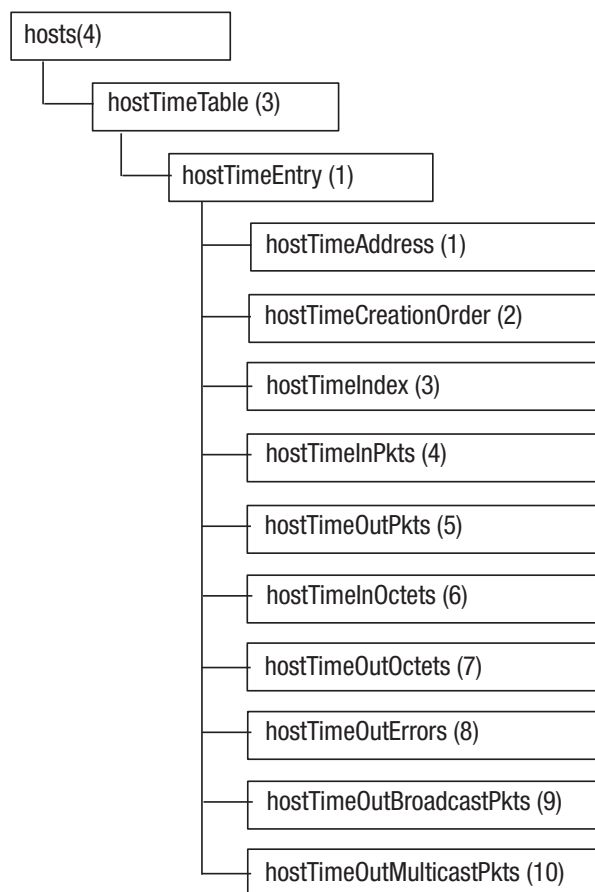 hosts(4)
hostTimeTable (3)
hostTimeEntry (1)
hostTimeAddress (1)
hostTimeCreationOrder (2)
hostTimeIndex (3)
hostTimeInPkts (4)
hostTimeOutPkts (5)
hostTimeInOctets (6)
hostTimeOutOctets (7)
hostTimeOutErrors (8)
hostTimeOutBroadcastPkts (9)
hostTimeOutMulticastPkts (10)